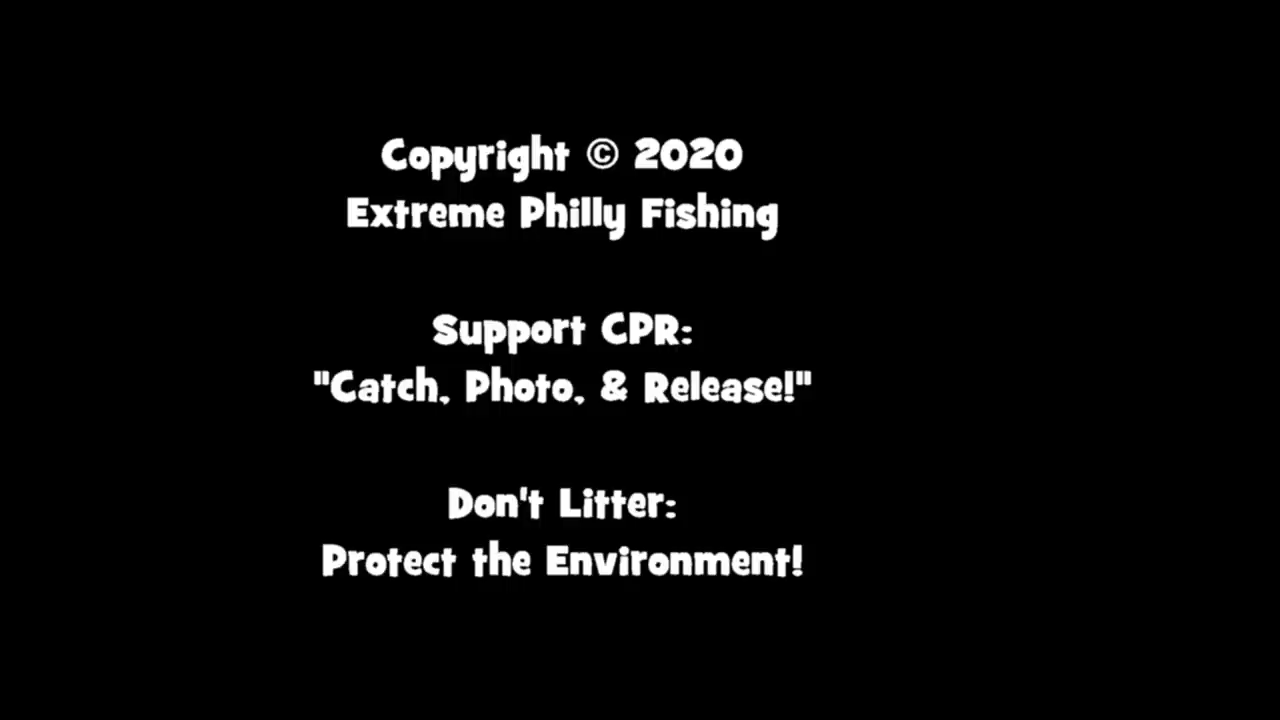 Copyright © 2020
Extreme Philly Fishing
Support CPR:
"Catch, Photo, & Release!"
Don't Litter:
Protect the Environment!